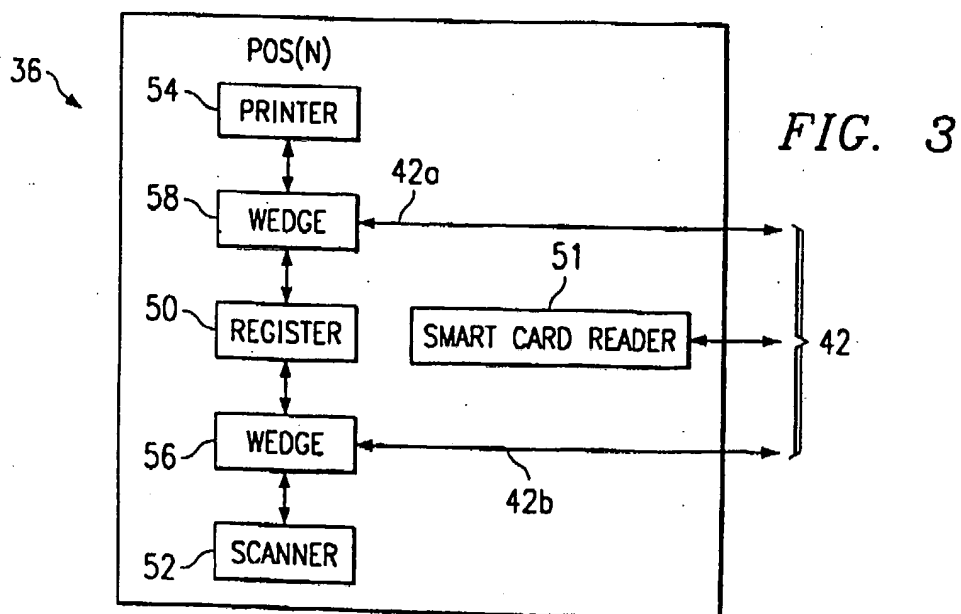 POS(N)
36
54
PRINTER
FIG. 3
58
WEDGE
42a
51
50
REGISTER
SMART CARD READER
42
56
WEDGE
42b
52
SCANNER